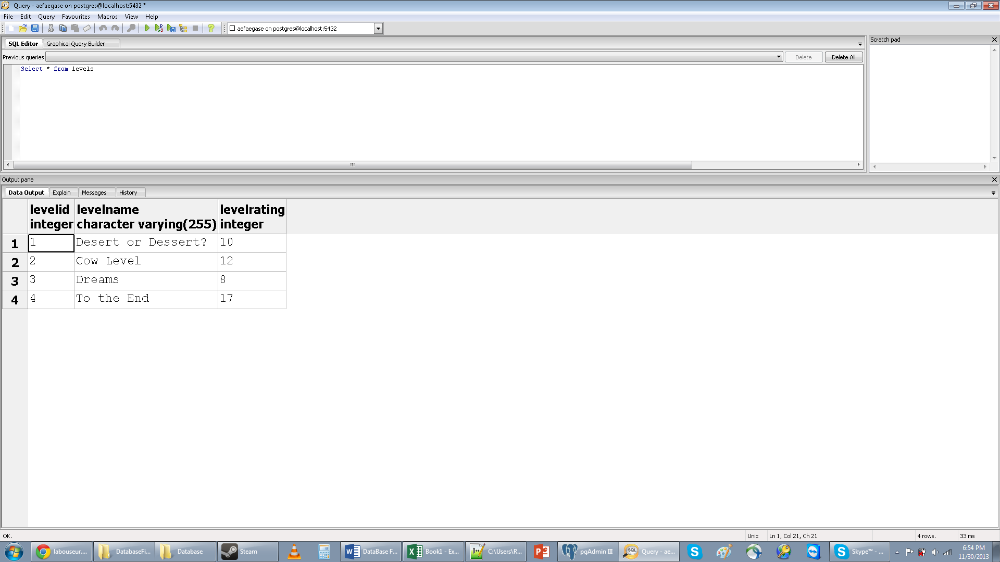 Query - aefaegase on postgres@localhost:5432 *
File Edit Query Favourites Macros View Help
aefaegase on postgres@localhost:5432
SQL Editor Graphical Query Builder
Scratch pad
Previous queries Delete Delete All
Select * from levels
Output pane
Data Output Explain Messages History
levelid levelname levelrating
integer character varying(255) integer
1 1 Desert or Dessert? 10
2 2 Cow Level 12
3 3 Dreams 8
4 4 To the End 17
OK. Unix Ln 1, Col 21, Ch 21 4 rows. 33 ms
labouseur.... DatabaseFi... Database Steam DataBase F... Book1 - Ex... C:\Users\R... pgAdmin III Query - ae... Skype™ - ... 6:54 PM
11/30/2013